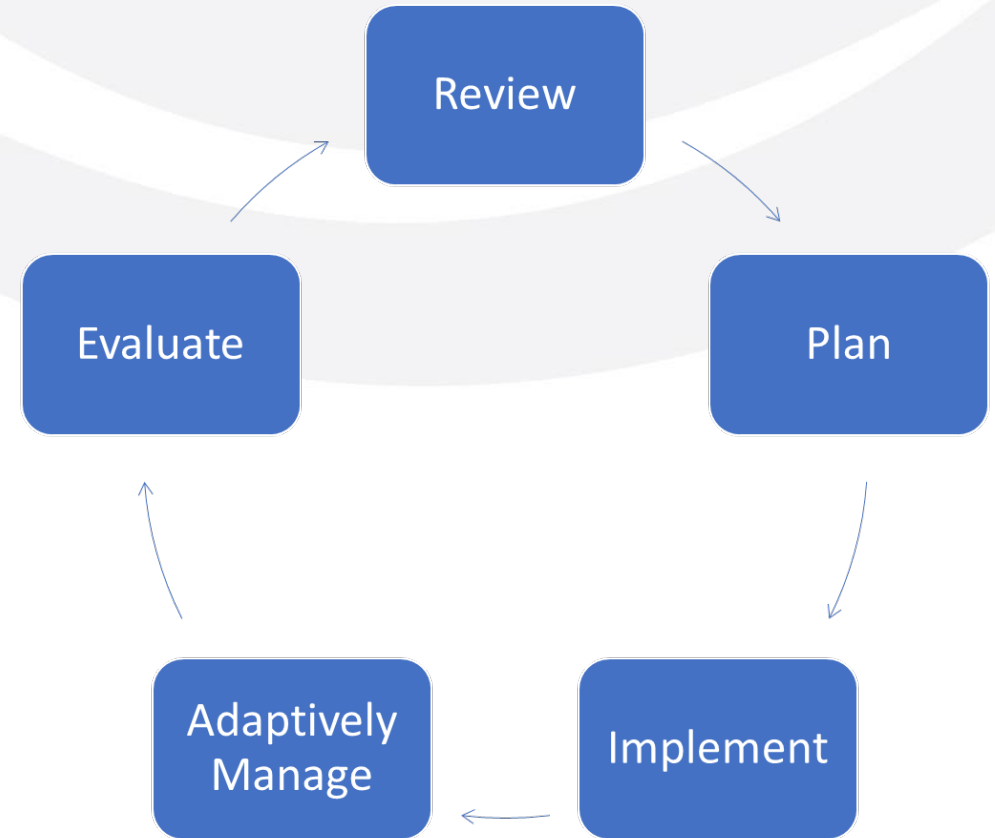 Review
Plan
Implement
Adaptively
Manage
Evaluate